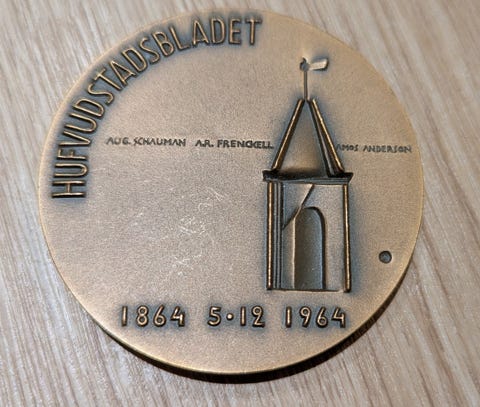 HUFVUDSTADSBLADET
AUG. SCHAUMAN A.R. FRENCKELL AMOS ANDERSON
1864 5·12 1964